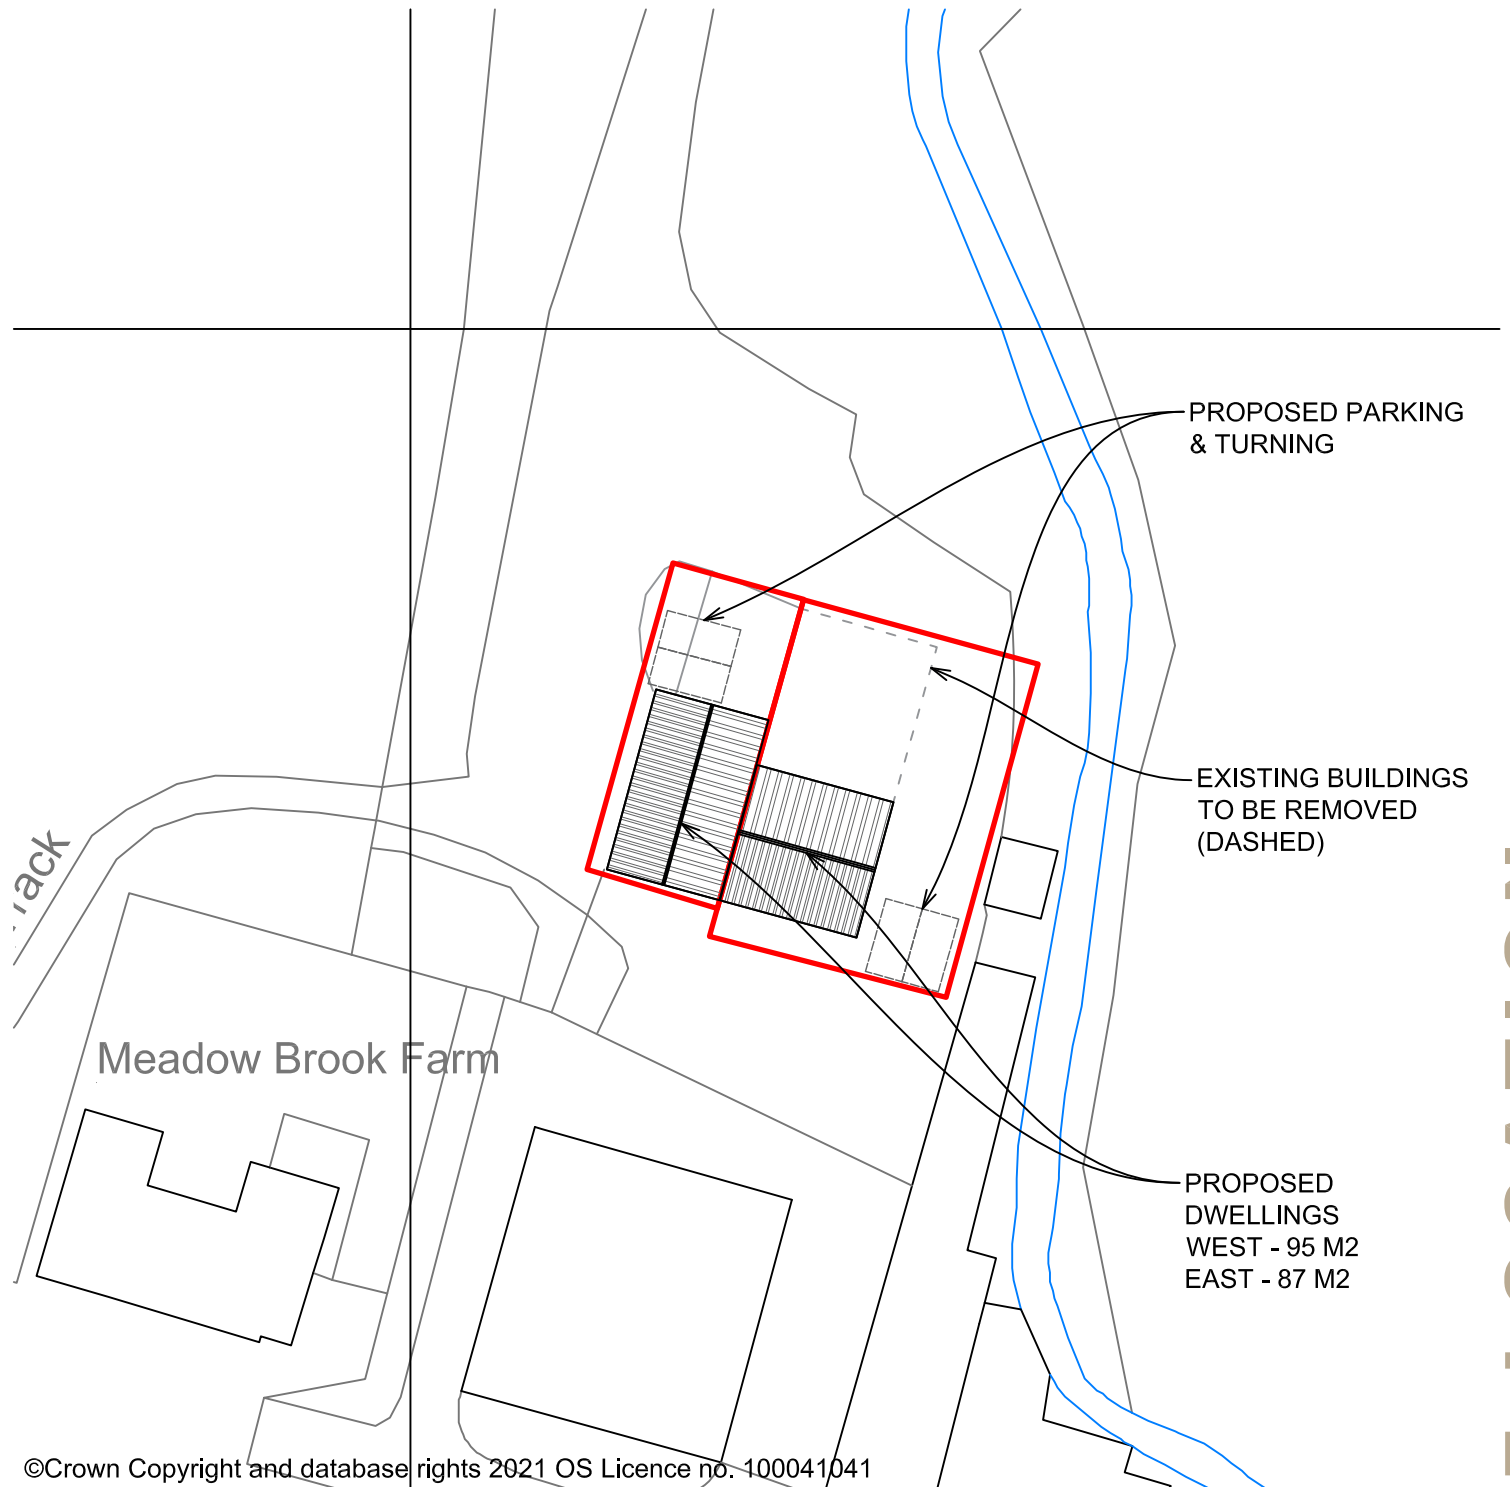 PROPOSED PARKING
& TURNING
EXISTING BUILDINGS
TO BE REMOVED
(DASHED)
Meadow Brook Farm
PROPOSED
DWELLINGS
WEST - 95 M2
EAST - 87 M2
©Crown Copyright and database rights 2021 OS Licence no. 100041041